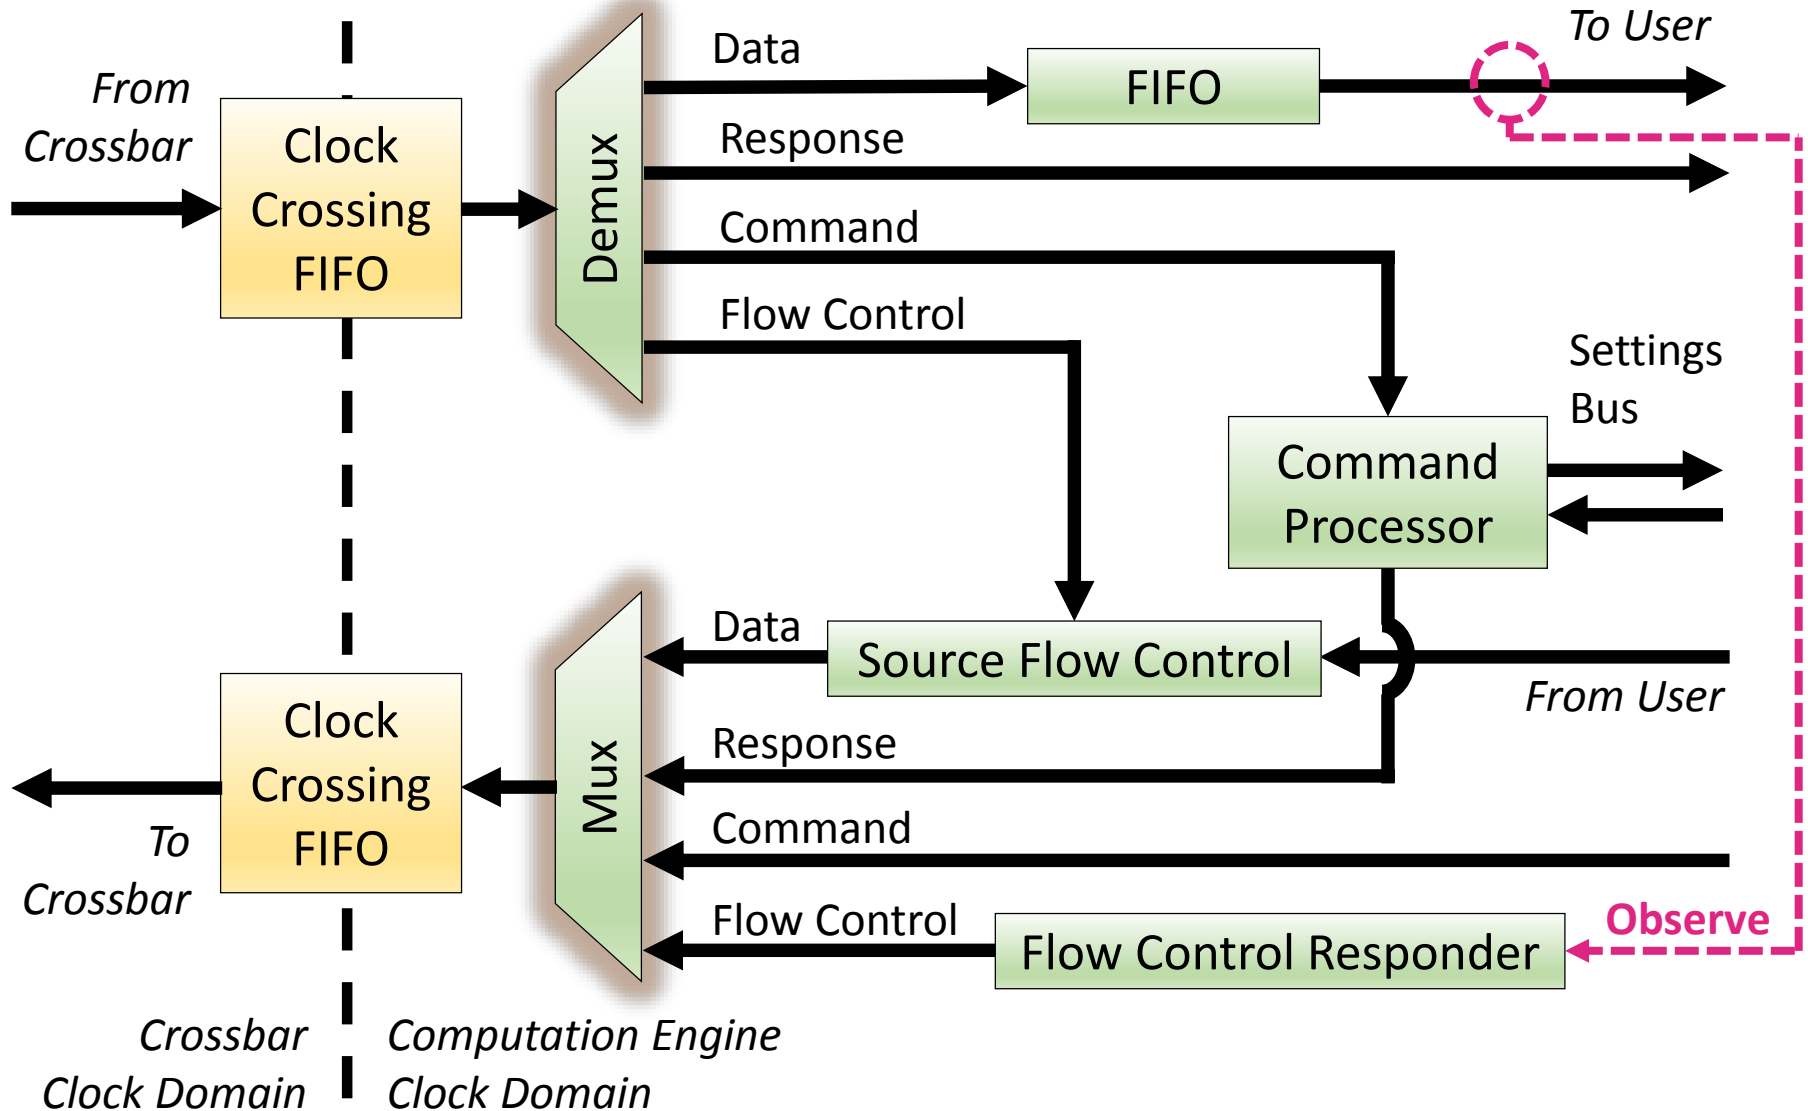 To User
Data
FIFO
From
Crossbar
Clock
Crossing
FIFO
Demux
Response
Command
Flow Control
Settings
Bus
Command
Processor
Data
Source Flow Control
From User
Clock
Crossing
FIFO
Mux
Response
To
Crossbar
Command
Flow Control
Flow Control Responder
Observe
Crossbar
Clock Domain
Computation Engine
Clock Domain